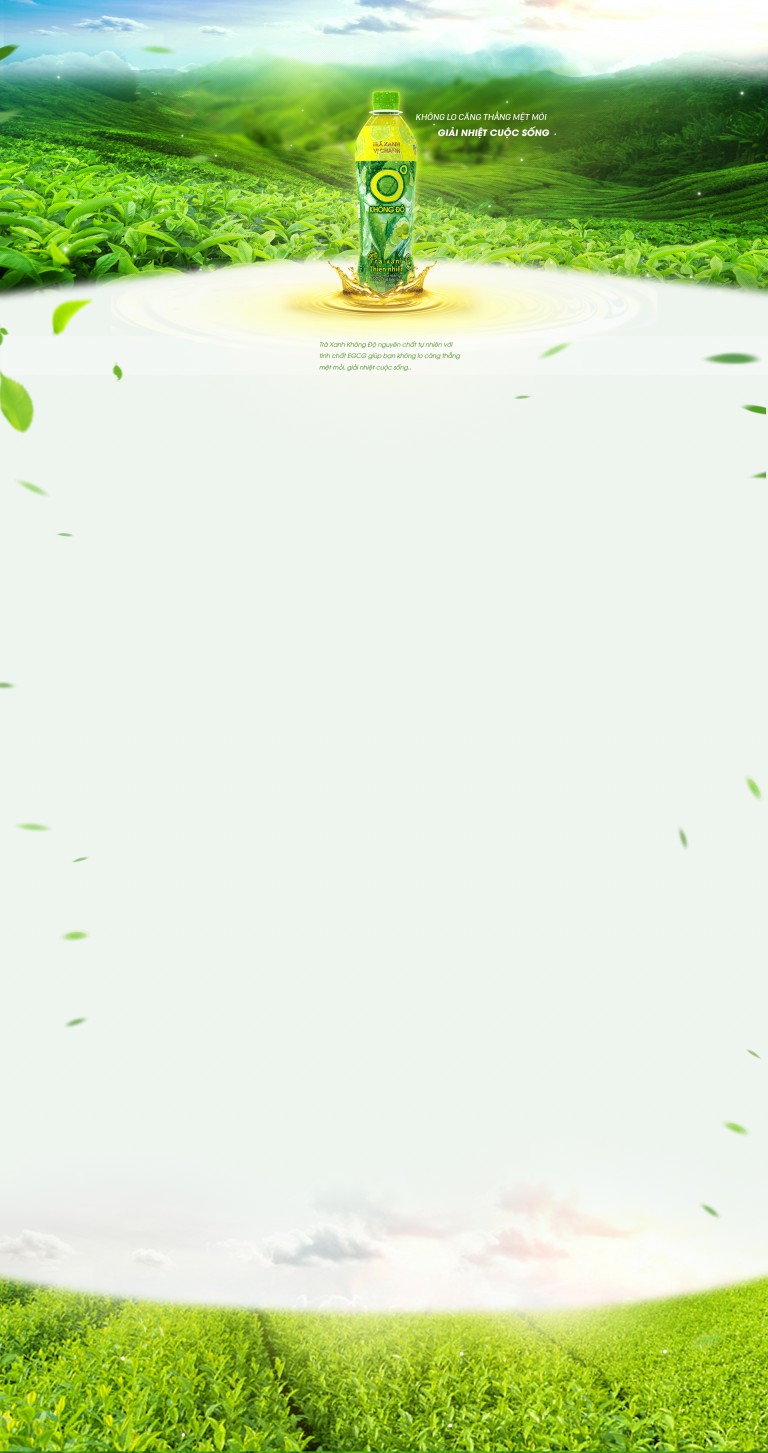 KHÔNG LO CĂNG THẲNG MỆT MỎI
GIẢI NHIỆT CUỘC SỐNG
TRÀ XANH
VỊ CHANH
KHÔNG ĐỘ
Trà xanh
thiên nhiên
Trà Xanh Không Độ nguyên chất tự nhiên với
tinh chất EGCG giúp bạn không lo căng thẳng
mệt mỏi, giải nhiệt cuộc sống..